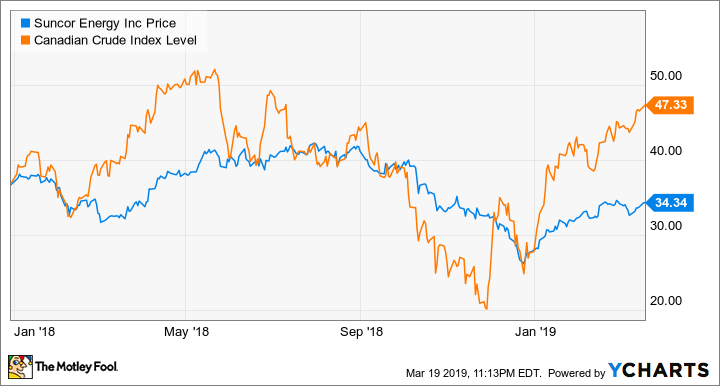 Suncor Energy Inc Price
Canadian Crude Index Level
50.00
47.33
40.00
34.34
30.00
20.00
Jan '18 May '18 Sep '18 Jan '19
The Motley Fool.
Mar 19 2019, 11:13PM EDT. Powered by YCHARTS